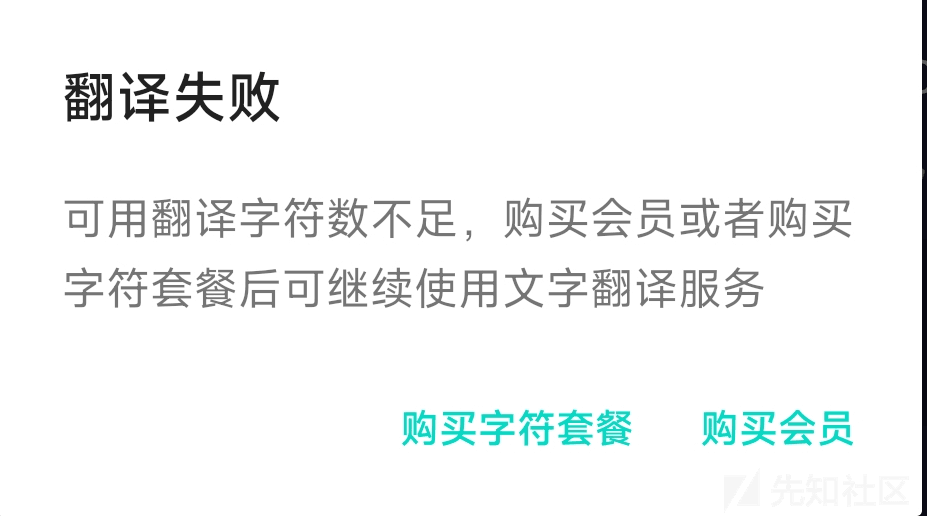 翻译失败
可用翻译字符数不足，购买会员或者购买
字符套餐后可继续使用文字翻译服务
购买字符套餐 购买会员
先知社区